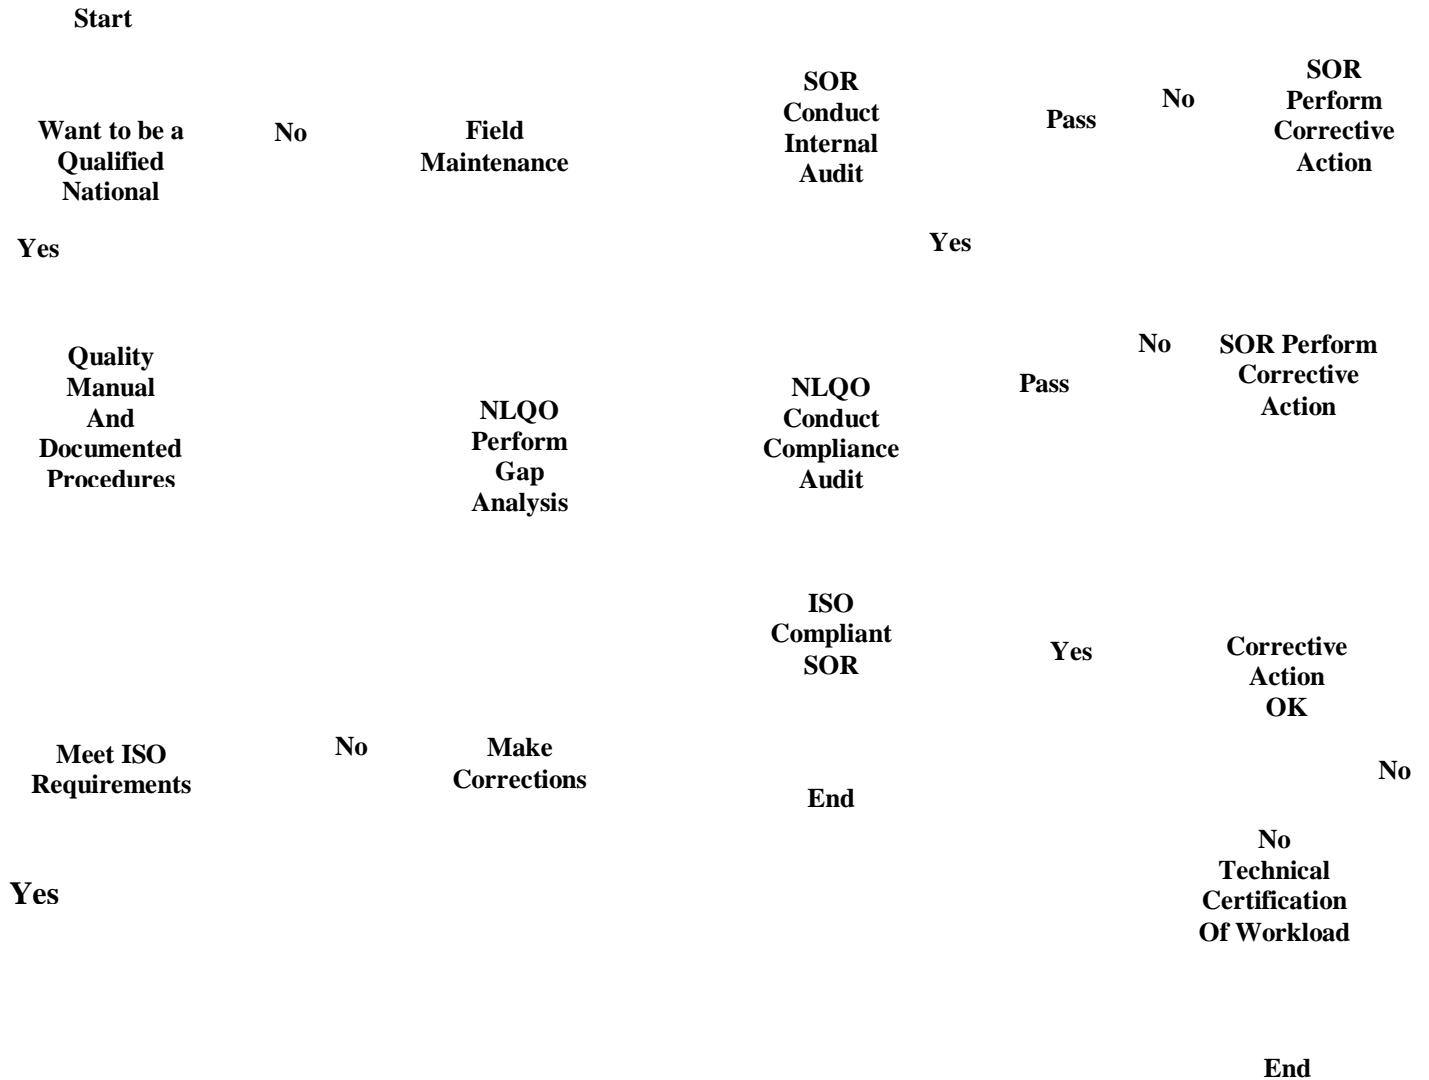 Start
Want to be a
Qualified
National
No
Field
Maintenance
Yes
Quality
Manual
And
Documented
Procedures
NLQO
Perform
Gap
Analysis
Meet ISO
Requirements
No
Make
Corrections
Yes
SOR
Conduct
Internal
Audit
Pass
No
SOR
Perform
Corrective
Action
Yes
NLQO
Conduct
Compliance
Audit
Pass
No
SOR Perform
Corrective
Action
ISO
Compliant
SOR
Yes
Corrective
Action
OK
No
End
No
Technical
Certification
Of Workload
End